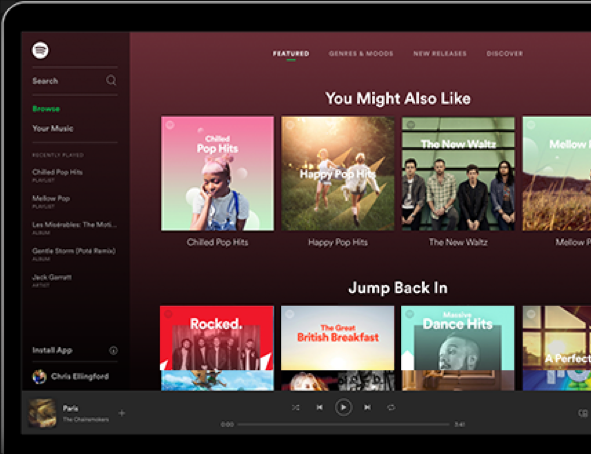 Search
Browse
Your Music
RECENTLY PLAYED
Chilled Pop Hits
PLAYLIST
Mellow Pop
PLAYLIST
Les Misérables: The Moti...
ALBUM
Gentle Storm (Poté Remix)
ALBUM
Jack Garratt
ARTIST
Install App
Chris Ellingford
FEATURED GENRES & MOODS NEW RELEASES DISCOVER
You Might Also Like
Chilled
Pop Hits
Happy Pop Hits
The New Waltz
Mellow
Chilled Pop Hits
Happy Pop Hits
The New Waltz
Mellow P
Jump Back In
Rocked.
The Great
British Breakfast
Massive
Dance Hits
A Perfect
Paris
The Chainsmokers
0:00
3:41